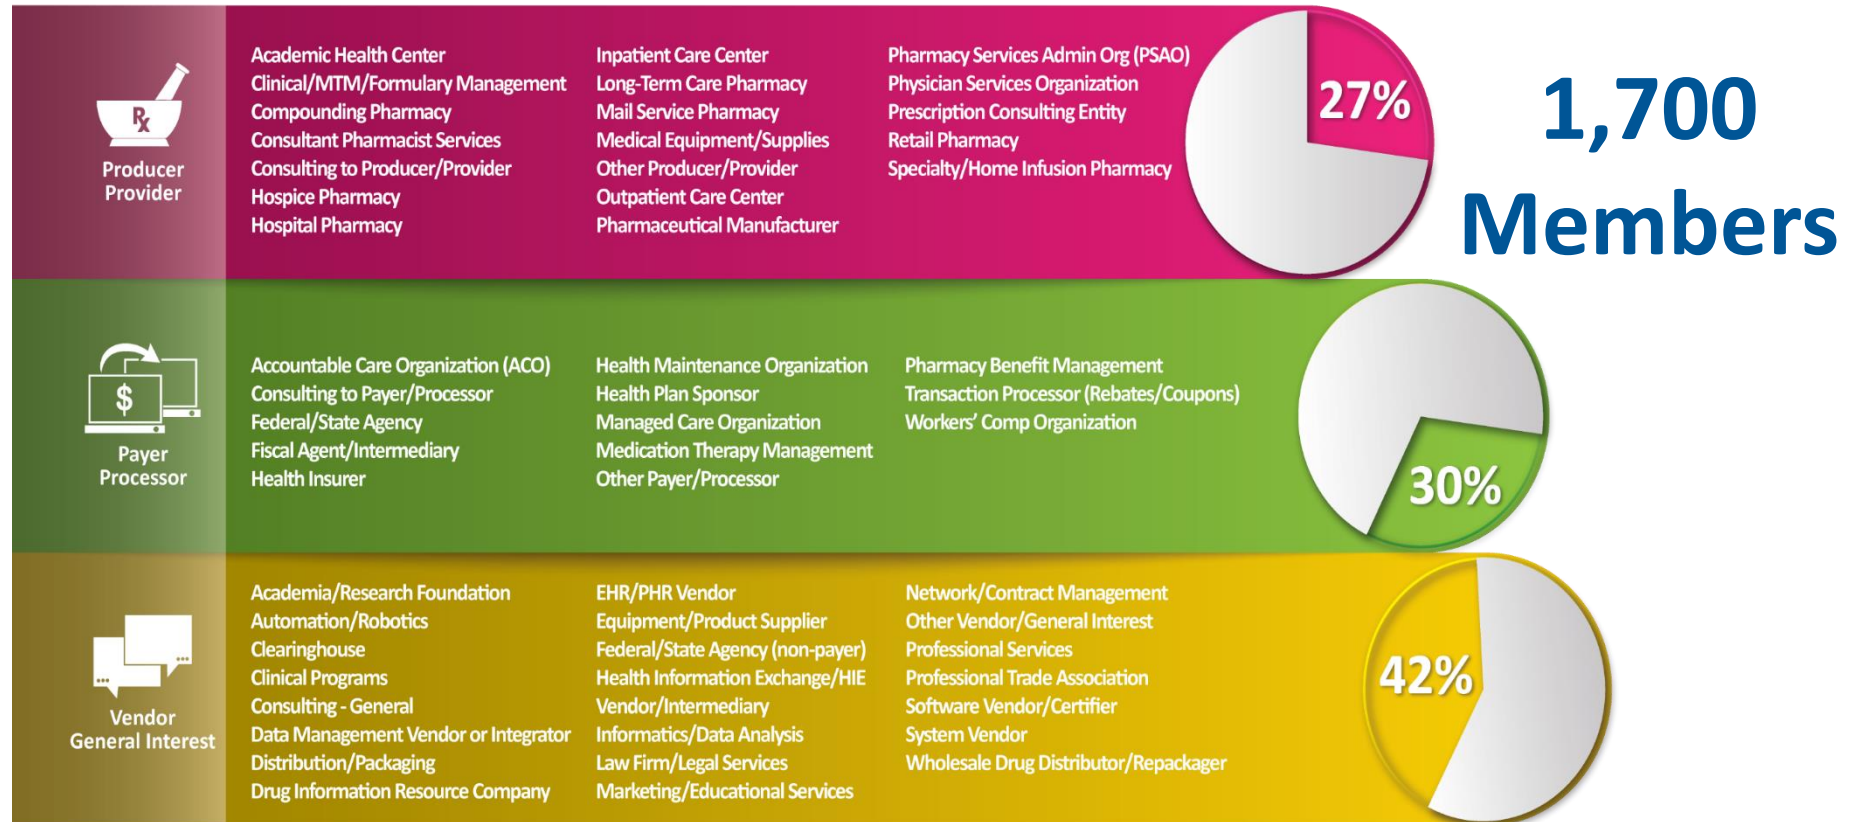 Rx
Producer
Provider
Academic Health Center
Clinical/MTM/Formulary Management
Compounding Pharmacy
Consultant Pharmacist Services
Consulting to Producer/Provider
Hospice Pharmacy
Hospital Pharmacy
Inpatient Care Center
Long-Term Care Pharmacy
Mail Service Pharmacy
Medical Equipment/Supplies
Other Producer/Provider
Outpatient Care Center
Pharmaceutical Manufacturer
Pharmacy Services Admin Org (PSAO)
Physician Services Organization
Prescription Consulting Entity
Retail Pharmacy
Specialty/Home Infusion Pharmacy
27%
1,700
Members
$
Payer
Processor
Accountable Care Organization (ACO)
Consulting to Payer/Processor
Federal/State Agency
Fiscal Agent/Intermediary
Health Insurer
Health Maintenance Organization
Health Plan Sponsor
Managed Care Organization
Medication Therapy Management
Other Payer/Processor
Pharmacy Benefit Management
Transaction Processor (Rebates/Coupons)
Workers' Comp Organization
30%
Vendor
General Interest
Academia/Research Foundation
Automation/Robotics
Clearinghouse
Clinical Programs
Consulting - General
Data Management Vendor or Integrator
Distribution/Packaging
Drug Information Resource Company
EHR/PHR Vendor
Equipment/Product Supplier
Federal/State Agency (non-payer)
Health Information Exchange/HIE
Vendor/Intermediary
Informatics/Data Analysis
Law Firm/Legal Services
Marketing/Educational Services
Network/Contract Management
Other Vendor/General Interest
Professional Services
Professional Trade Association
Software Vendor/Certifier
System Vendor
Wholesale Drug Distributor/Repackager
42%